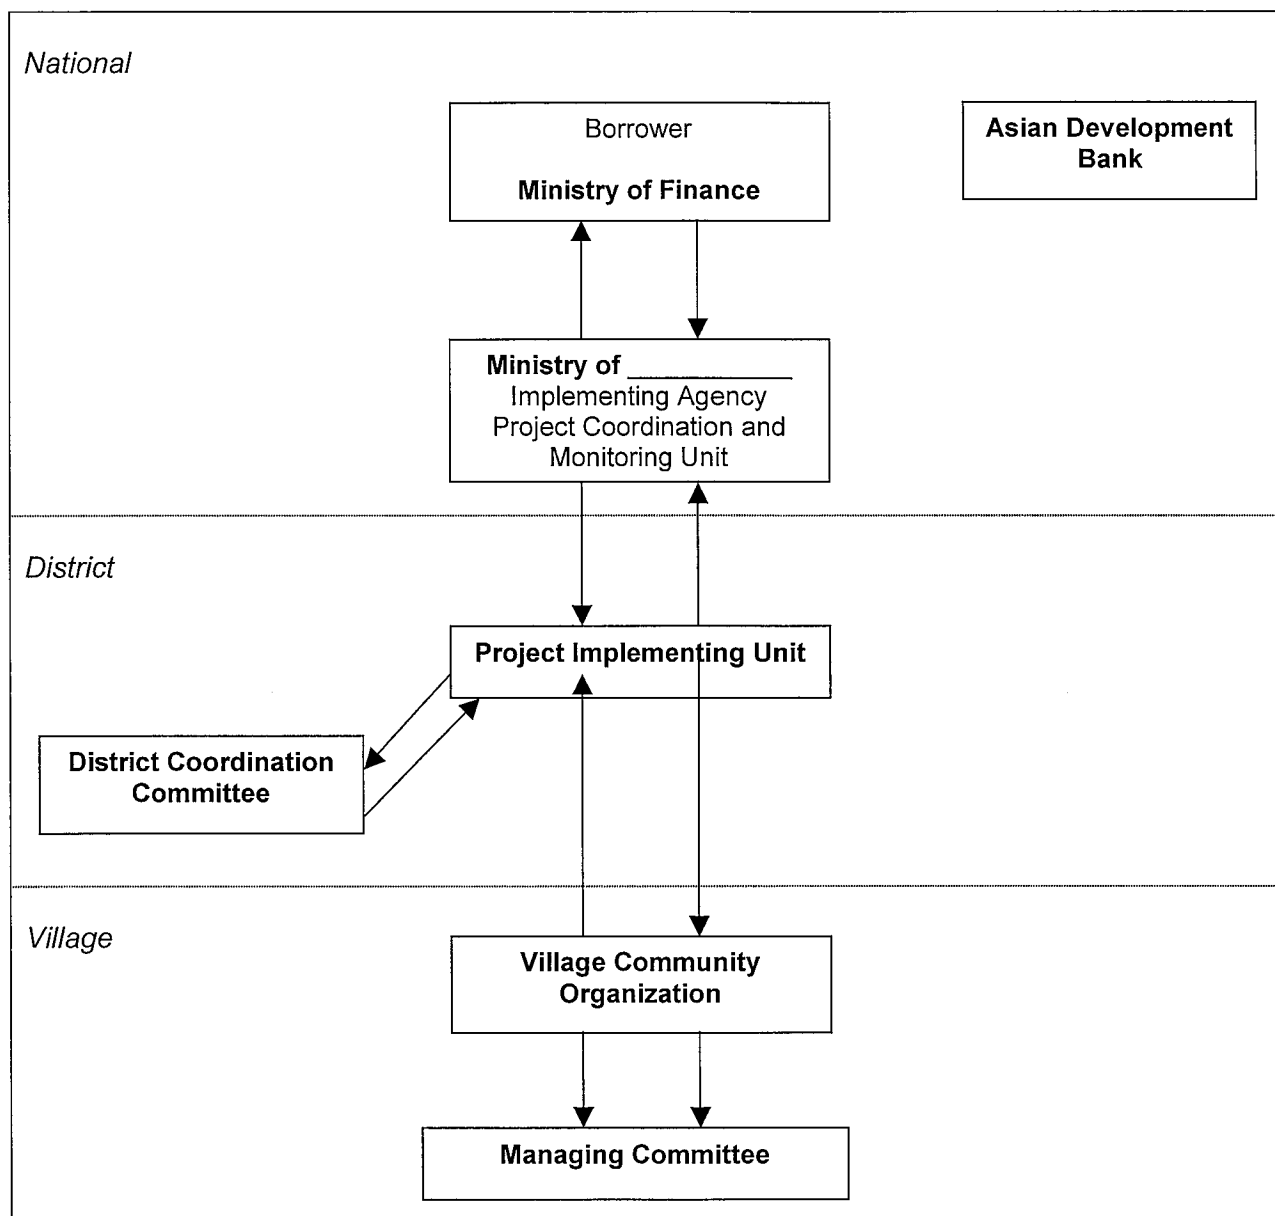 National
Borrower
Ministry of Finance
Asian Development
Bank
Ministry of ___________
Implementing Agency
Project Coordination and
Monitoring Unit
District
Project Implementing Unit
District Coordination
Committee
Village
Village Community
Organization
Managing Committee